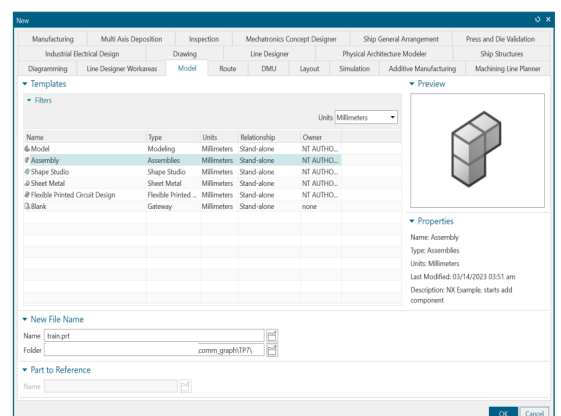 New
Manufacturing Multi Axis Deposition Inspection Mechatronics Concept Designer Ship General Arrangement Press and Die Validation
Industrial Electrical Design Drawing Line Designer Physical Architecture Modeler Ship Structures
Diagramming Line Designer Workareas Model Route DMU Layout Simulation Additive Manufacturing Machining Line Planner
Templates
Filters
Units Millimeters
Name Type Units Relationship Owner
Model Modeling Millimeters Stand-alone NT AUTHO...
Assembly Assemblies Millimeters Stand-alone NT AUTHO...
Shape Studio Shape Studio Millimeters Stand-alone NT AUTHO...
Sheet Metal Sheet Metal Millimeters Stand-alone NT AUTHO...
Flexible Printed Circuit Design Flexible Printed ... Millimeters Stand-alone NT AUTHO...
Blank Gateway Millimeters Stand-alone none
Preview
Properties
Name: Assembly
Type: Assemblies
Units: Millimeters
Last Modified: 03/14/2023 03:51 am
Description: NX Example, starts add
component
New File Name
Name train.prt
Folder comm_graph\TP7\
Part to Reference
Name
OK Cancel